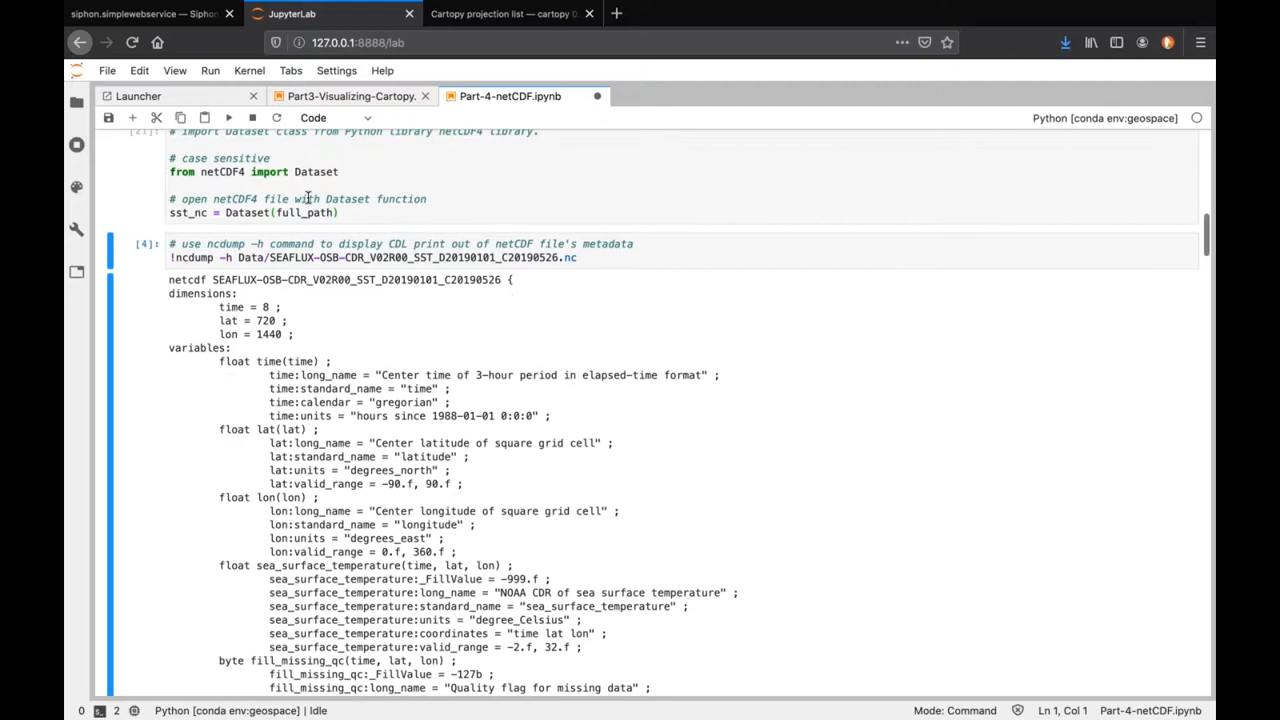 siphon.simplewebservice — Siphon
JupyterLab
Cartopy projection list — cartopy 0
127.0.0.1:8888/lab
File Edit View Run Kernel Tabs Settings Help
Launcher
Part3-Visualizing-Cartopy.
Part-4-netCDF.ipynb
Code
Python [conda env:geospace]
[21]:
# import Dataset class from Python library netCDF4 library.
# case sensitive
from netCDF4 import Dataset
# open netCDF4 file with Dataset function
sst_nc = Dataset(full_path)
[4]:
# use ncdump -h command to display CDL print out of netCDF file's metadata
!ncdump -h Data/SEAFLUX-OSB-CDR_V02R00_SST_D20190101_C20190526.nc
netcdf SEAFLUX-OSB-CDR_V02R00_SST_D20190101_C20190526 {
dimensions:
time = 8 ;
lat = 720 ;
lon = 1440 ;
variables:
float time(time) ;
time:long_name = "Center time of 3-hour period in elapsed-time format" ;
time:standard_name = "time" ;
time:calendar = "gregorian" ;
time:units = "hours since 1988-01-01 0:0:0" ;
float lat(lat) ;
lat:long_name = "Center latitude of square grid cell" ;
lat:standard_name = "latitude" ;
lat:units = "degrees_north" ;
lat:valid_range = -90.f, 90.f ;
float lon(lon) ;
lon:long_name = "Center longitude of square grid cell" ;
lon:standard_name = "longitude" ;
lon:units = "degrees_east" ;
lon:valid_range = 0.f, 360.f ;
float sea_surface_temperature(time, lat, lon) ;
sea_surface_temperature:_FillValue = -999.f ;
sea_surface_temperature:long_name = "NOAA CDR of sea surface temperature" ;
sea_surface_temperature:standard_name = "sea_surface_temperature" ;
sea_surface_temperature:units = "degree_Celsius" ;
sea_surface_temperature:coordinates = "time lat lon" ;
sea_surface_temperature:valid_range = -2.f, 32.f ;
byte fill_missing_qc(time, lat, lon) ;
fill_missing_qc:_FillValue = -127b ;
fill_missing_qc:long_name = "Quality flag for missing data" ;
0 2 Python [conda env:geospace] | Idle
Mode: Command
Ln 1, Col 1
Part-4-netCDF.ipynb